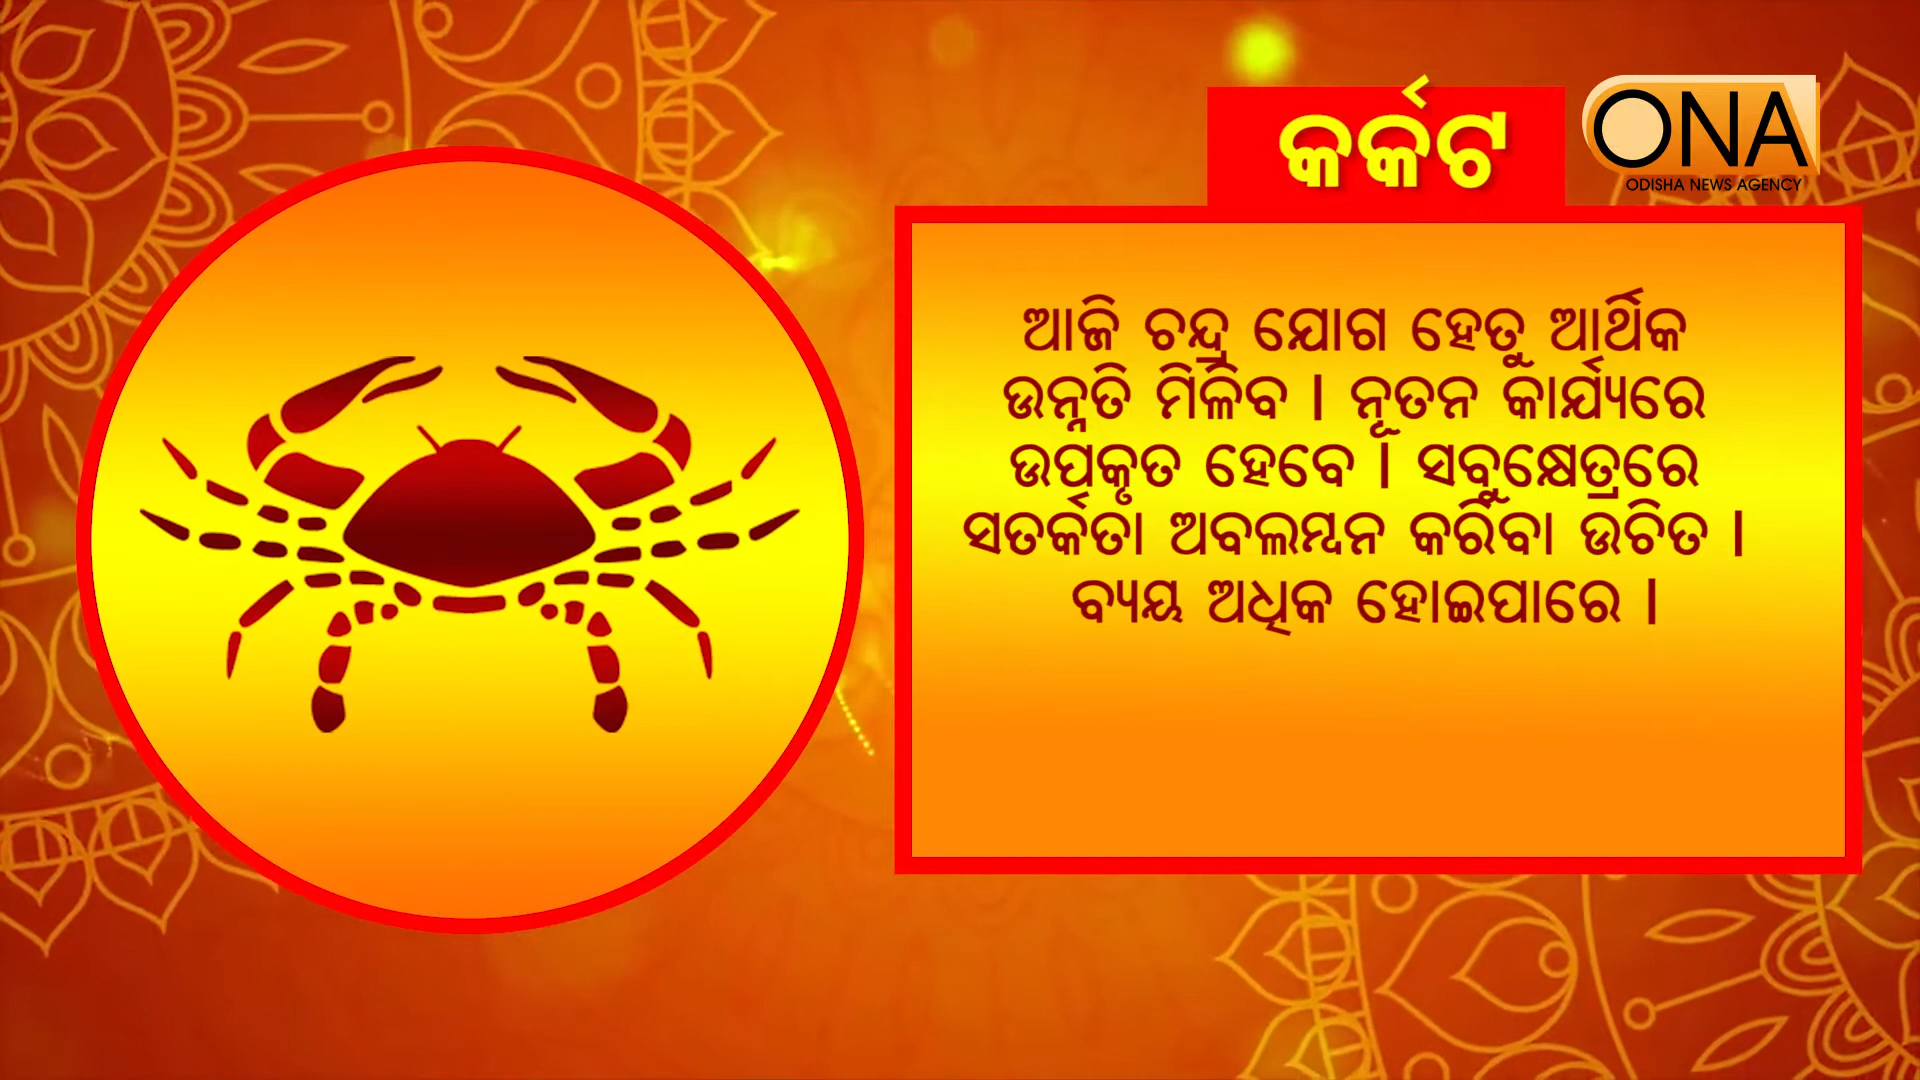 କର୍କଟ
ONA
ODISHA NEWS AGENCY
ଆଜି ଚନ୍ଦ୍ର ଯୋଗ ହେତୁ ଆର୍ଥିକ
ଉନ୍ନତି ମିଳିବ । ନୂତନ କାର୍ଯ୍ୟରେ
ଉପକୃତ ହେବେ । ସବୁକ୍ଷେତ୍ରରେ
ସତର୍କତା ଅବଲମ୍ବନ କରିବା ଉଚିତ ।
ବ୍ୟୟ ଅଧିକ ହୋଇପାରେ ।